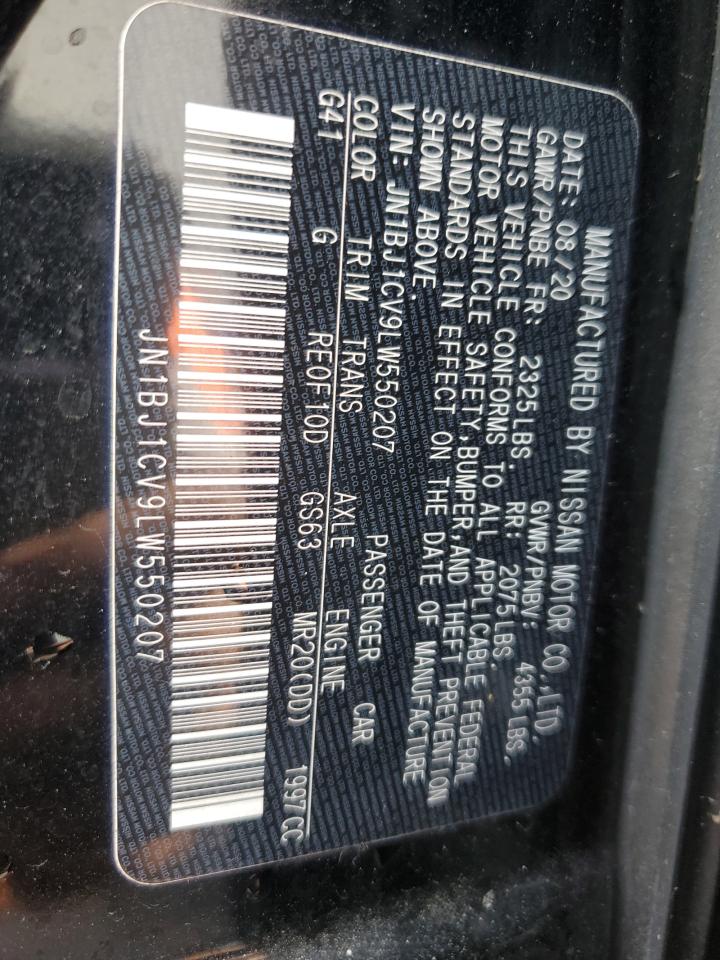 MANUFACTURED BY NISSAN MOTOR CO.,LTD.
DATE: 08/20 GVWR/PNBV: 4355 LBS.
GAWR/PNBE FR: 2325 LBS. RR: 2075 LBS.
THIS VEHICLE CONFORMS TO ALL APPLICABLE FEDERAL
MOTOR VEHICLE SAFETY,BUMPER,AND THEFT PREVENTION
STANDARDS IN EFFECT ON THE DATE OF MANUFACTURE
SHOWN ABOVE.
VIN: JN1BJ1CV9LW550207 PASSENGER CAR
COLOR TRIM TRANS AXLE ENGINE
G41 G RE0F10D GS63 MR20(DD) 1997CC
JN1BJ1CV9LW550207